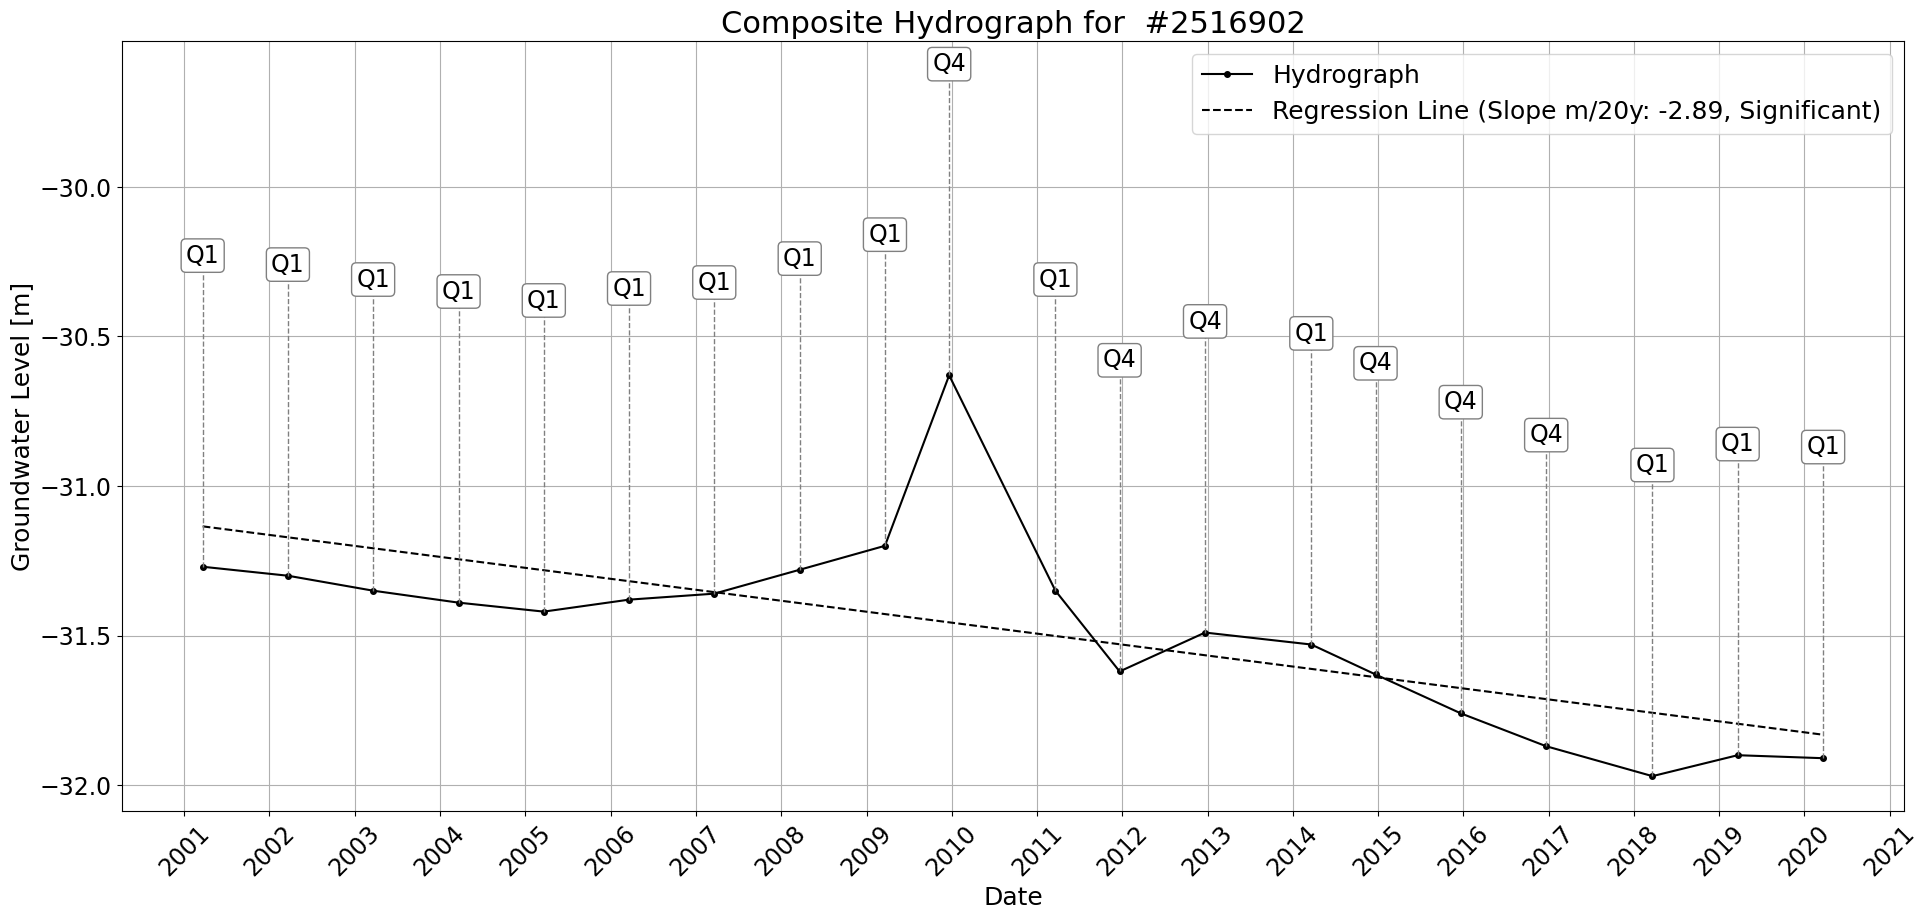 Composite Hydrograph for  #2516902
Hydrograph
Regression Line (Slope m/20y: -2.89, Significant)
Groundwater Level [m]
−30.0
−30.5
−31.0
−31.5
−32.0
Q1
Q1
Q1
Q1
Q1
Q1
Q1
Q1
Q1
Q4
Q1
Q4
Q4
Q1
Q4
Q4
Q4
Q1
Q1
Q1
2001
2002
2003
2004
2005
2006
2007
2008
2009
2010
2011
2012
2013
2014
2015
2016
2017
2018
2019
2020
2021
Date